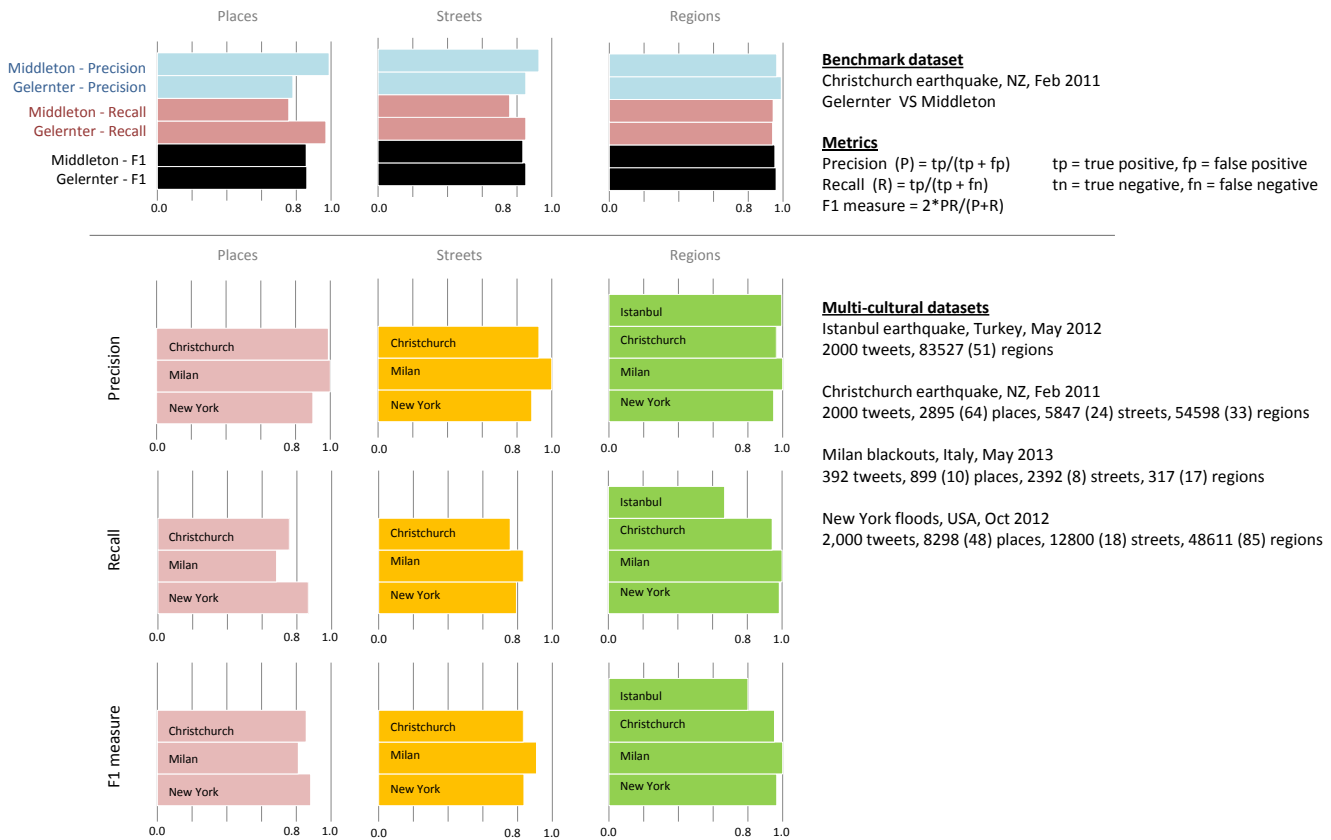 Places Streets Regions
Middleton - Precision
Gelernter - Precision
Middleton - Recall
Gelernter - Recall
Middleton - F1
Gelernter - F1
0.0 0.8 1.0 0.0 0.8 1.0 0.0 0.8 1.0
Benchmark dataset
Christchurch earthquake, NZ, Feb 2011
Gelernter VS Middleton
Metrics
Precision (P) = tp/(tp + fp) tp = true positive, fp = false positive
Recall (R) = tp/(tp + fn) tn = true negative, fn = false negative
F1 measure = 2*PR/(P+R)
Places Streets Regions
Precision
Istanbul
Christchurch Christchurch Christchurch
Milan Milan Milan
New York New York New York
0.0 0.8 1.0 0.0 0.8 1.0 0.0 0.8 1.0
Recall
Istanbul
Christchurch Christchurch Christchurch
Milan Milan Milan
New York New York New York
0.0 0.8 1.0 0.0 0.8 1.0 0.0 0.8 1.0
F1 measure
Istanbul
Christchurch Christchurch Christchurch
Milan Milan Milan
New York New York New York
0.0 0.8 1.0 0.0 0.8 1.0 0.0 0.8 1.0
Multi-cultural datasets
Istanbul earthquake, Turkey, May 2012
2000 tweets, 83527 (51) regions
Christchurch earthquake, NZ, Feb 2011
2000 tweets, 2895 (64) places, 5847 (24) streets, 54598 (33) regions
Milan blackouts, Italy, May 2013
392 tweets, 899 (10) places, 2392 (8) streets, 317 (17) regions
New York floods, USA, Oct 2012
2,000 tweets, 8298 (48) places, 12800 (18) streets, 48611 (85) regions